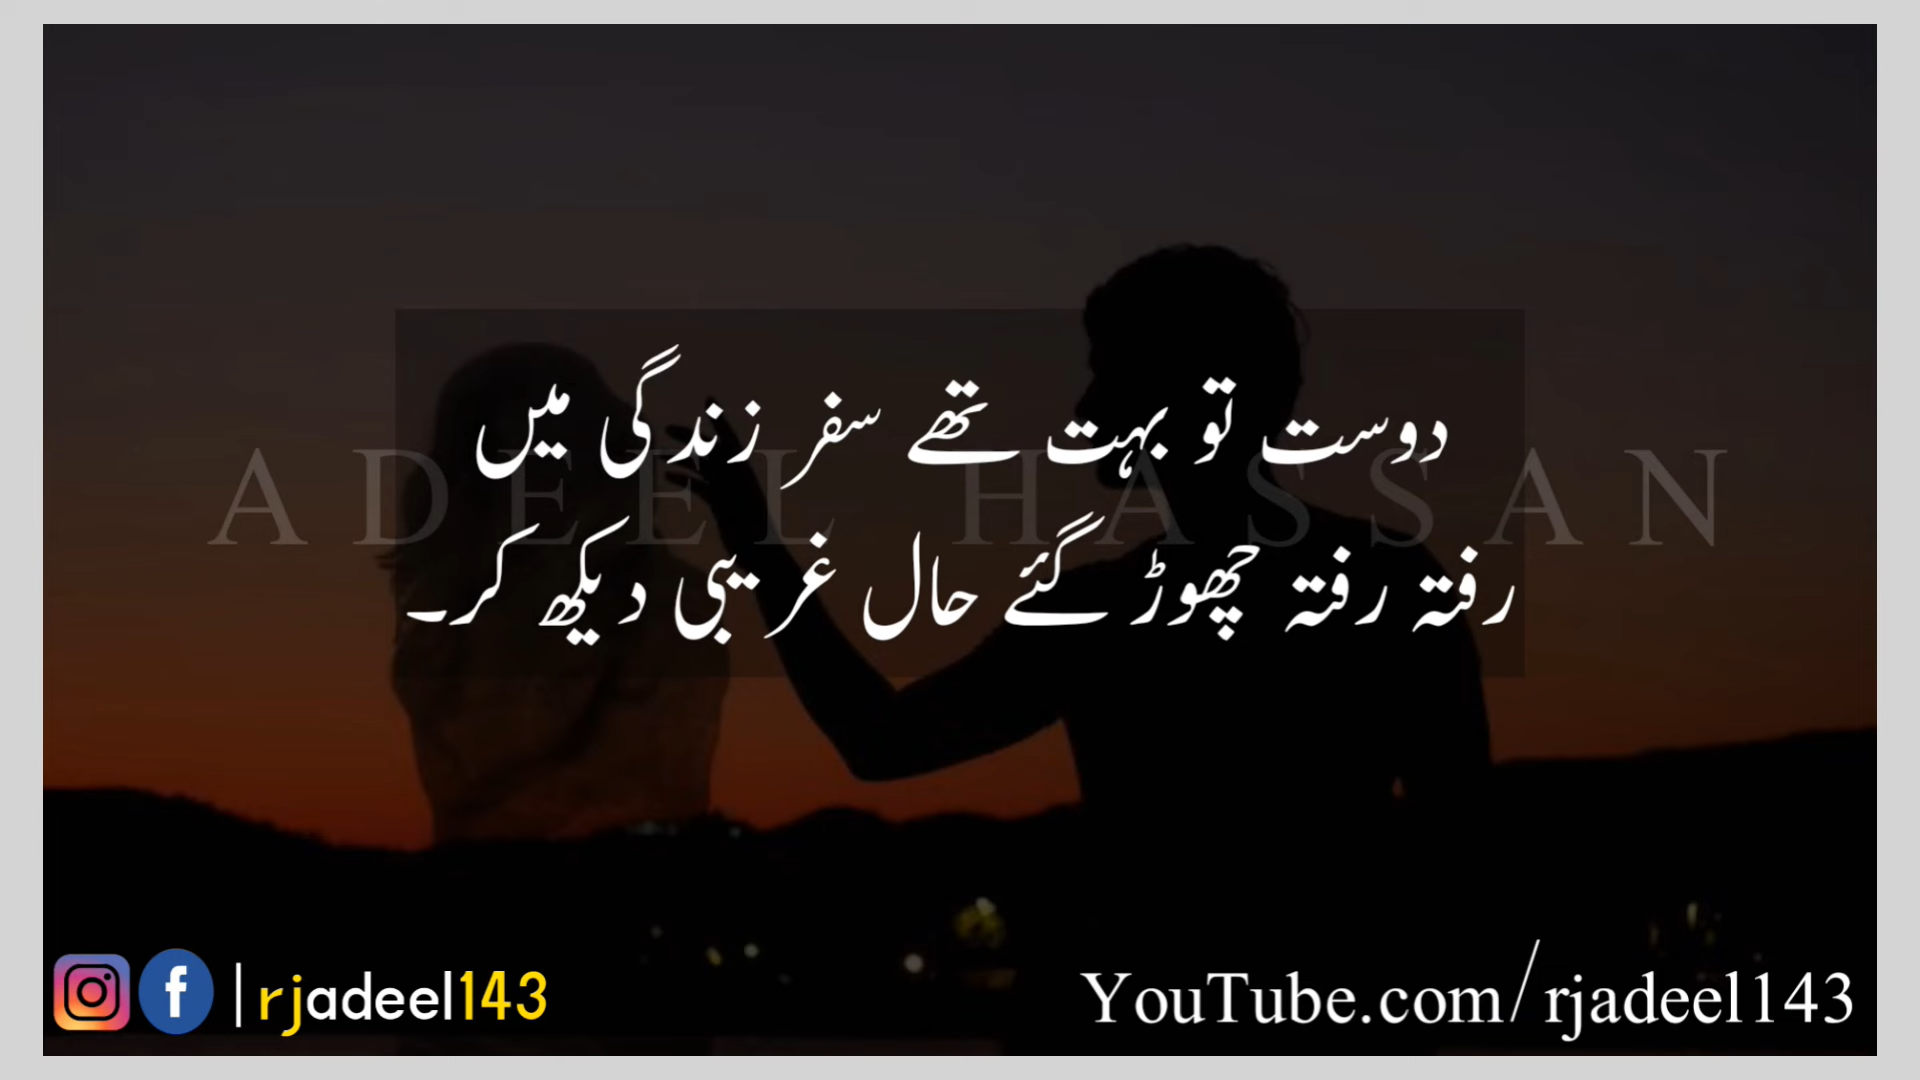 دوست تو بہت تھے سفر زندگی میں
ADEEL HASSAN
رفتہ رفتہ چھوڑ گئے حال غریبی دیکھ کر۔
|rjadeel143
YouTube.com/rjadeel143